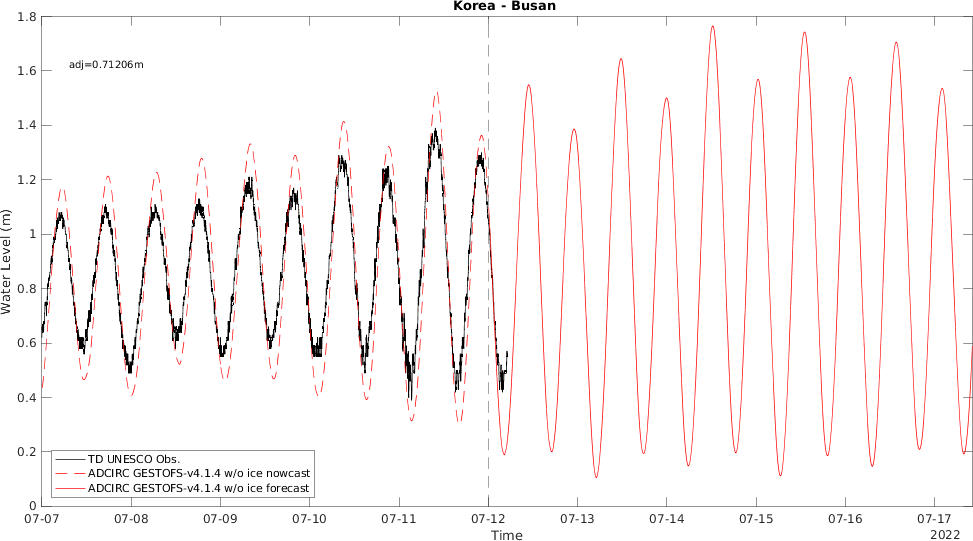 Korea - Busan
adj=0.71206m
Water Level (m)
1.8
1.6
1.4
1.2
1
0.8
0.6
0.4
0.2
0
TD UNESCO Obs.
ADCIRC GESTOFS-v4.1.4 w/o ice nowcast
ADCIRC GESTOFS-v4.1.4 w/o ice forecast
07-07 07-08 07-09 07-10 07-11 07-12 07-13 07-14 07-15 07-16 07-17
Time
2022